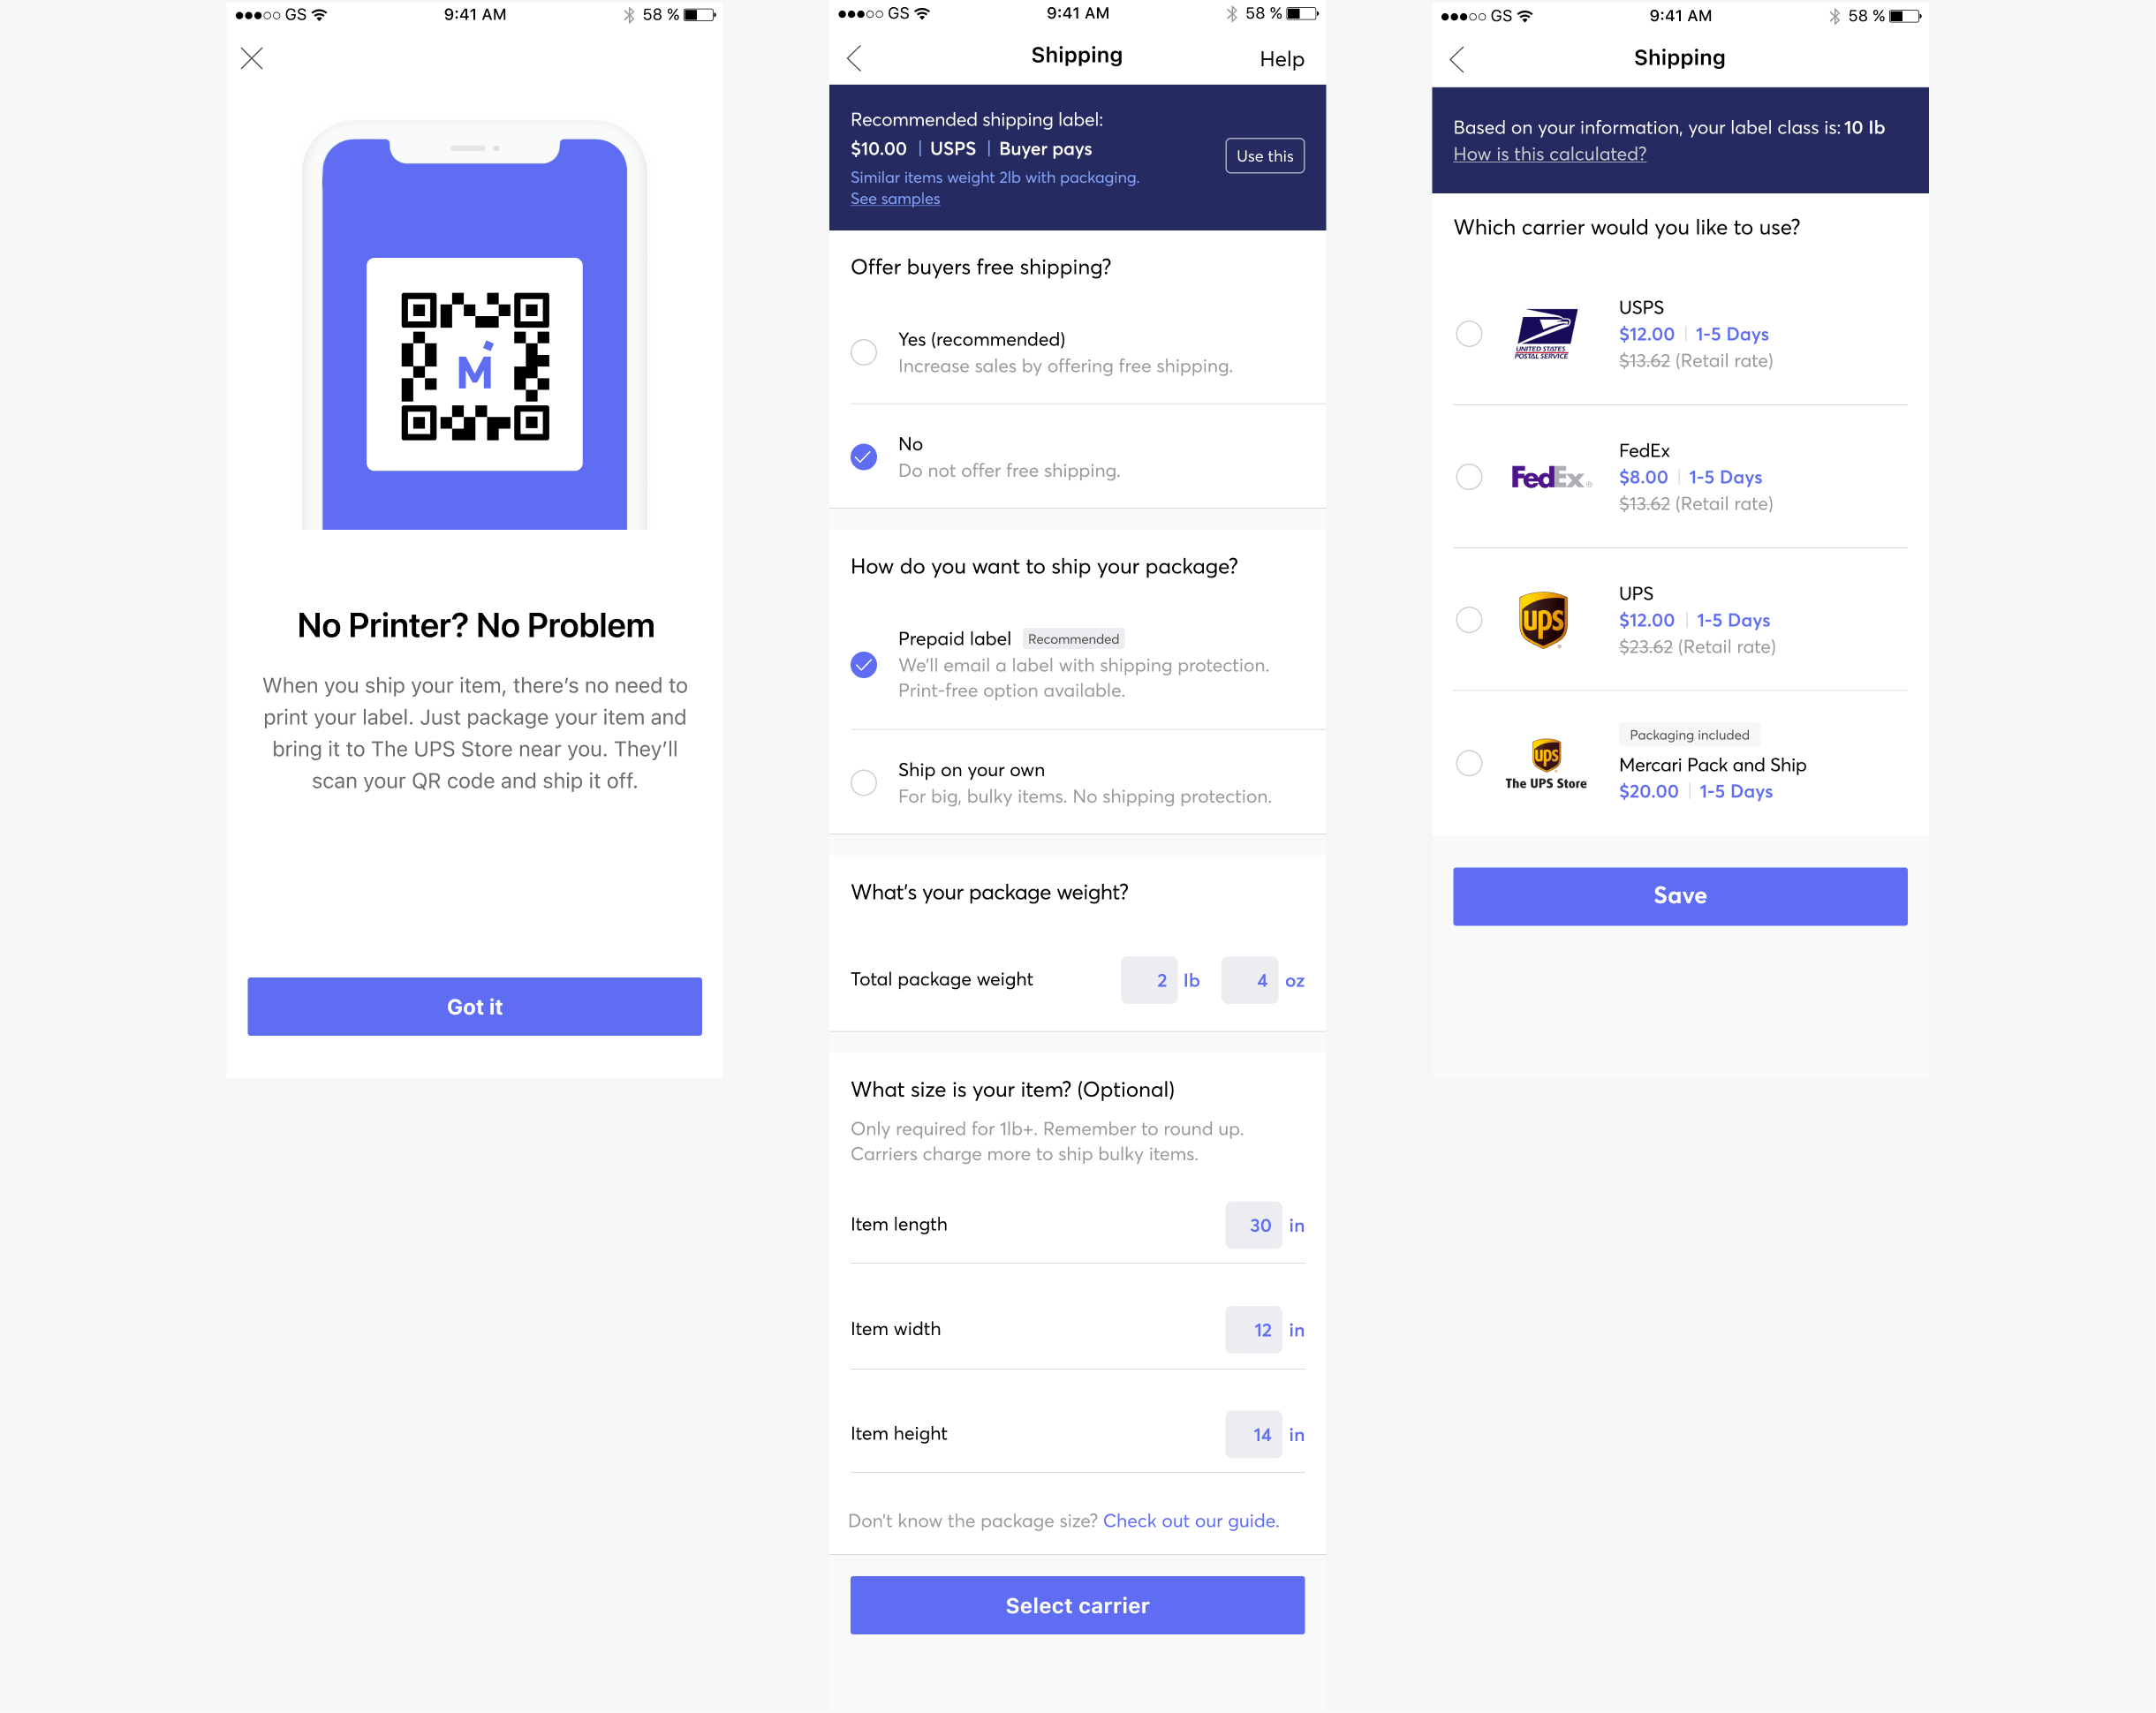 GS 9:41 AM 58 %
M
No Printer? No Problem
When you ship your item, there's no need to
print your label. Just package your item and
bring it to The UPS Store near you. They'll
scan your QR code and ship it off.
Got it
GS 9:41 AM 58 %
Shipping Help
Recommended shipping label:
$10.00 | USPS | Buyer pays
Use this
Similar items weight 2lb with packaging.
See samples
Offer buyers free shipping?
Yes (recommended)
Increase sales by offering free shipping.
No
Do not offer free shipping.
How do you want to ship your package?
Prepaid label Recommended
We'll email a label with shipping protection.
Print-free option available.
Ship on your own
For big, bulky items. No shipping protection.
What's your package weight?
Total package weight 2 lb 4 oz
What size is your item? (Optional)
Only required for 1lb+. Remember to round up.
Carriers charge more to ship bulky items.
Item length 30 in
Item width 12 in
Item height 14 in
Don't know the package size? Check out our guide.
Select carrier
GS 9:41 AM 58 %
Shipping
Based on your information, your label class is: 10 lb
How is this calculated?
Which carrier would you like to use?
UNITED STATES
POSTAL SERVICE
USPS
$12.00 | 1-5 Days
$13.62 (Retail rate)
FedEx®
FedEx
$8.00 | 1-5 Days
$13.62 (Retail rate)
ups
UPS
$12.00 | 1-5 Days
$23.62 (Retail rate)
ups
The UPS Store
Packaging included
Mercari Pack and Ship
$20.00 | 1-5 Days
Save